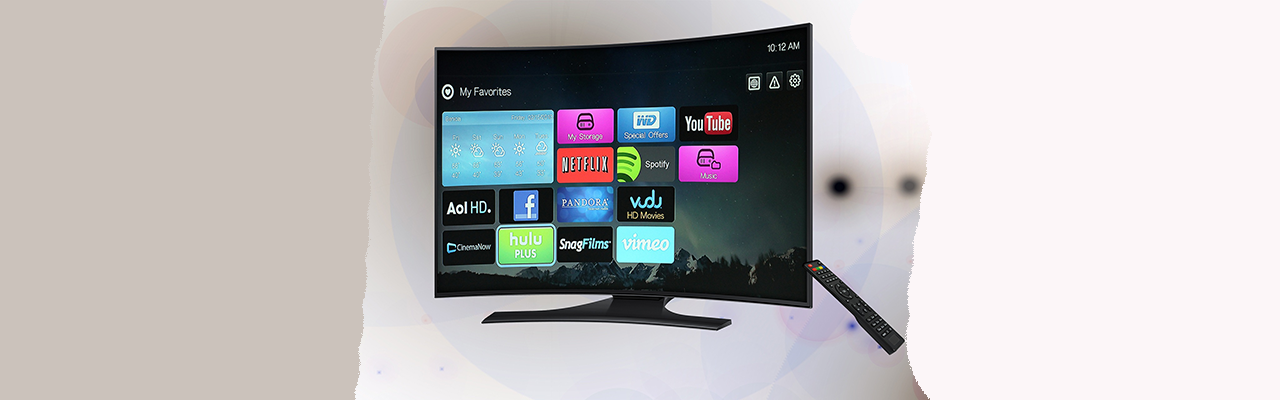 10:12 AM
My Favorites
My Storage
WD
Special Offers
YouTube
NETFLIX
Spotify
Music
Aol HD.
f
PANDORA
vudu
HD Movies
CinemaNow
hulu
PLUS
SnagFilms
vimeo